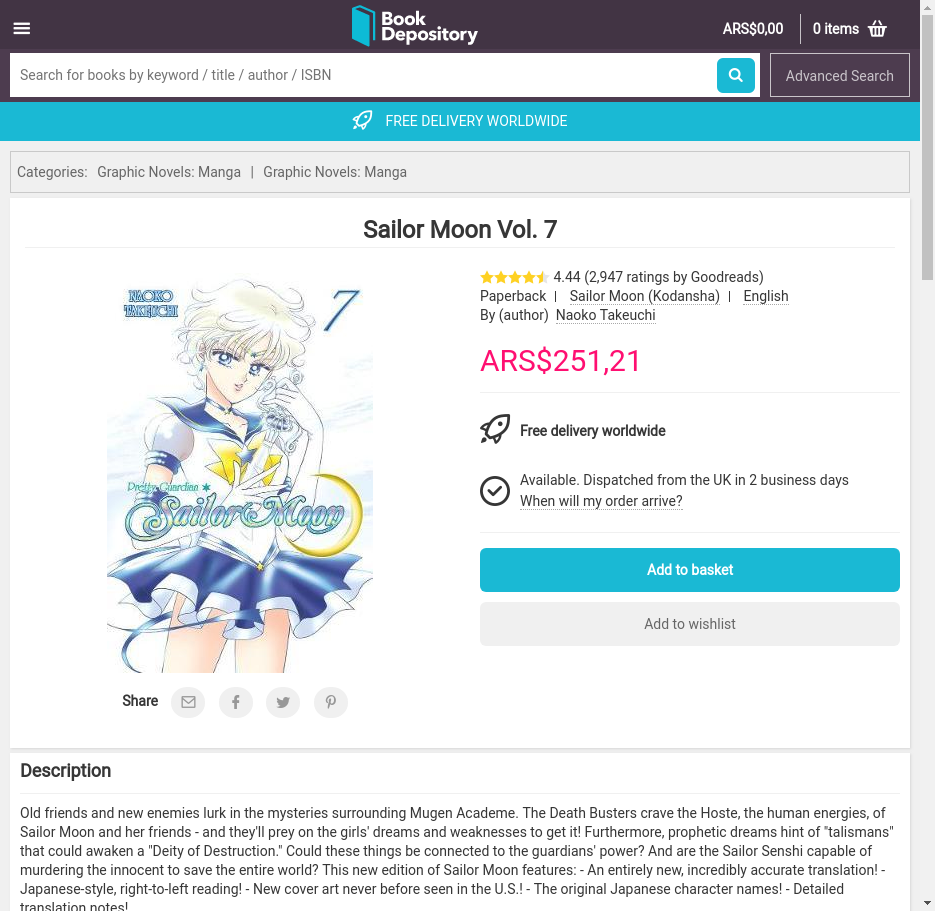 Book
Depository
ARS$0,00
0 items
Search for books by keyword / title / author / ISBN
Advanced Search
FREE DELIVERY WORLDWIDE
Categories: Graphic Novels: Manga | Graphic Novels: Manga
Sailor Moon Vol. 7
NAOKO
TAKEUCHI
7
Pretty Guardian
Sailor Moon
4.44 (2,947 ratings by Goodreads)
Paperback | Sailor Moon (Kodansha) | English
By (author) Naoko Takeuchi
ARS$251,21
Free delivery worldwide
Available. Dispatched from the UK in 2 business days
When will my order arrive?
Add to basket
Add to wishlist
Share
Description
Old friends and new enemies lurk in the mysteries surrounding Mugen Academe. The Death Busters crave the Hoste, the human energies, of
Sailor Moon and her friends - and they'll prey on the girls' dreams and weaknesses to get it! Furthermore, prophetic dreams hint of "talismans"
that could awaken a "Deity of Destruction." Could these things be connected to the guardians' power? And are the Sailor Senshi capable of
murdering the innocent to save the entire world? This new edition of Sailor Moon features: - An entirely new, incredibly accurate translation! -
Japanese-style, right-to-left reading! - New cover art never before seen in the U.S.! - The original Japanese character names! - Detailed
translation notes!